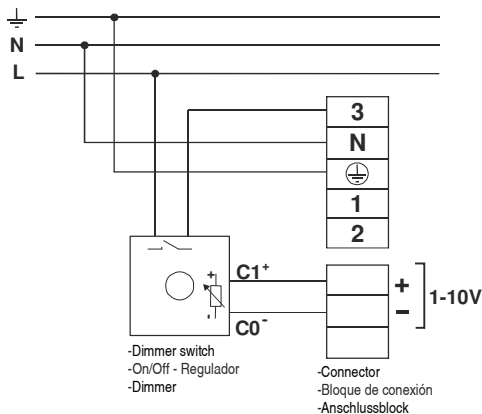 N
L
3
N
1
2
C1+
+
-
C0-
+
−
1-10V
-Dimmer switch
-On/Off - Regulador
-Dimmer
-Connector
-Bloque de conexión
-Anschlussblock